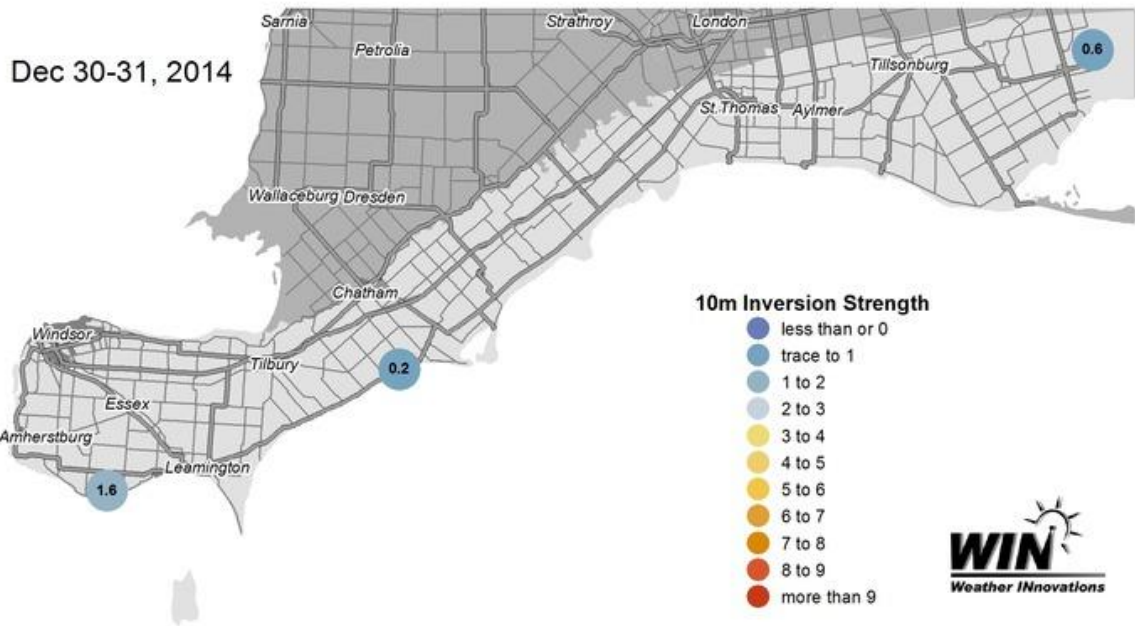 Sarnia
Strathroy
London
Petrolia
0.6
Dec 30-31, 2014
Tillsonburg
St.Thomas
Aylmer
Wallaceburg
Dresden
Chatham
10m Inversion Strength
less than or 0
trace to 1
1 to 2
2 to 3
3 to 4
4 to 5
5 to 6
6 to 7
7 to 8
8 to 9
more than 9
Windsor
Tilbury
0.2
Essex
Amherstburg
Leamington
1.6
WIN
Weather INnovations